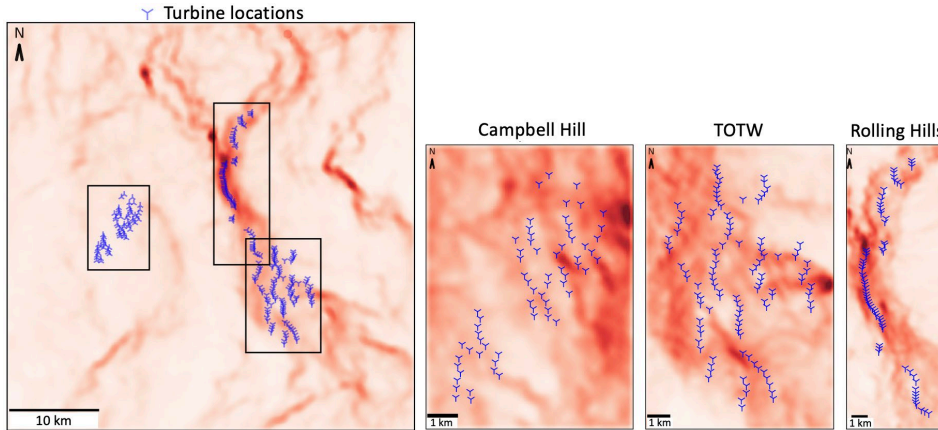 Turbine locations
N
10 km
Campbell Hill
N
1 km
TOTW
N
1 km
Rolling Hills
N
1 km